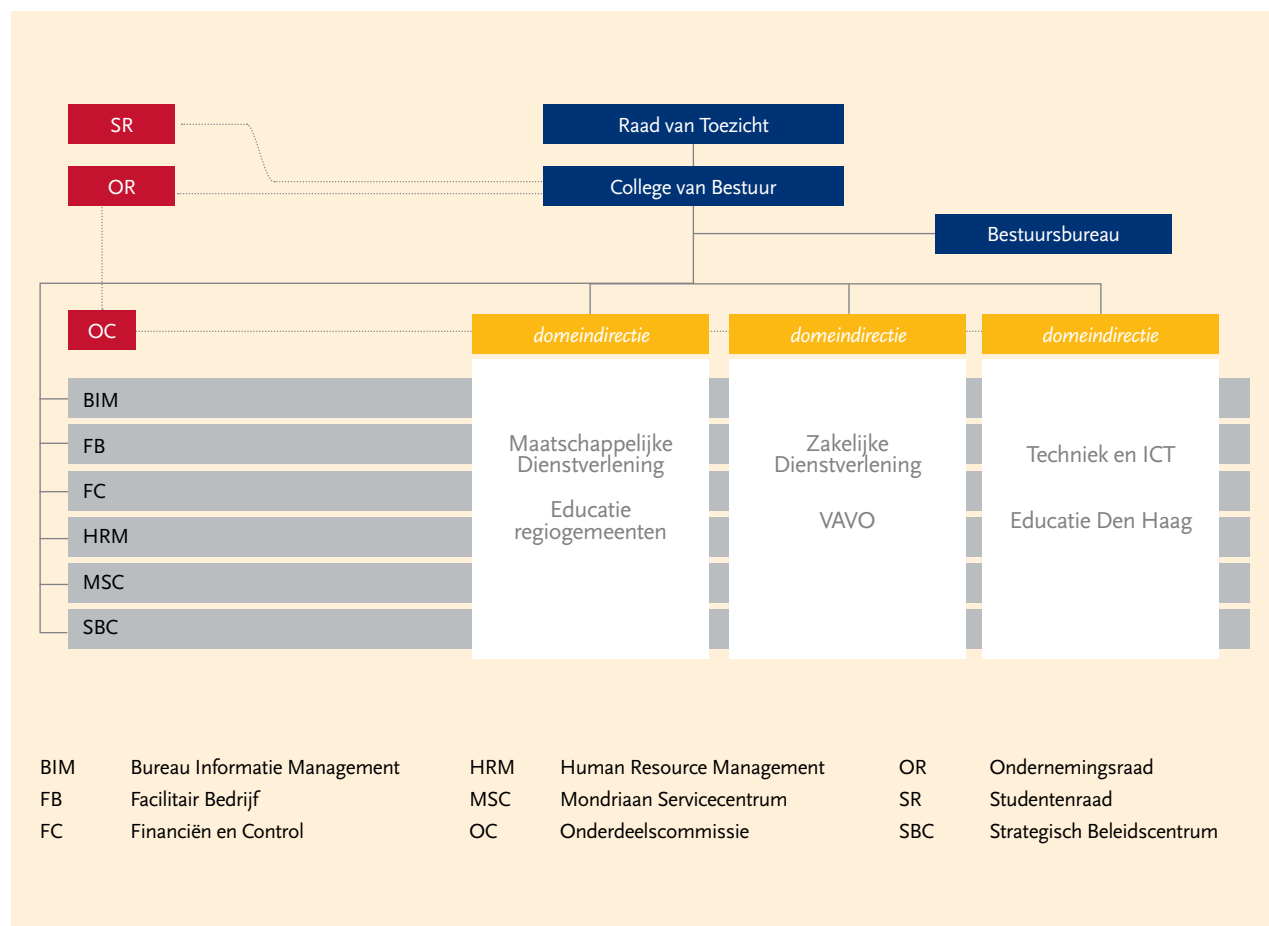 SR
Raad van Toezicht
OR
College van Bestuur
Bestuursbureau
OC
domeindirectie
domeindirectie
domeindirectie
BIM
FB
FC
HRM
MSC
SBC
Maatschappelijke
Dienstverlening
Educatie
regiogemeenten
Zakelijke
Dienstverlening
VAVO
Techniek en ICT
Educatie Den Haag
BIM Bureau Informatie Management
FB Facilitair Bedrijf
FC Financiën en Control
HRM Human Resource Management
MSC Mondriaan Servicecentrum
OC Onderdeelscommissie
OR Ondernemingsraad
SR Studentenraad
SBC Strategisch Beleidscentrum